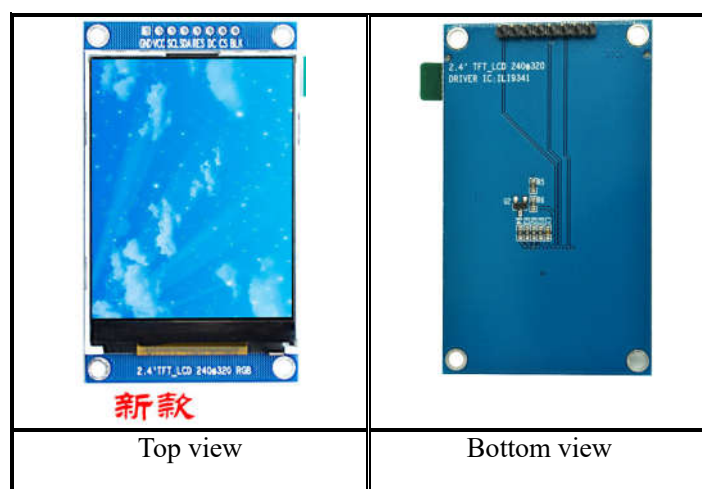 GND VCC SCL SDA RES DC CS BLK
2.4'TFT_LCD 240*320 RGB
新款
Top view
2.4' TFT_LCD 240*320
DRIVER IC:ILI9341
Bottom view